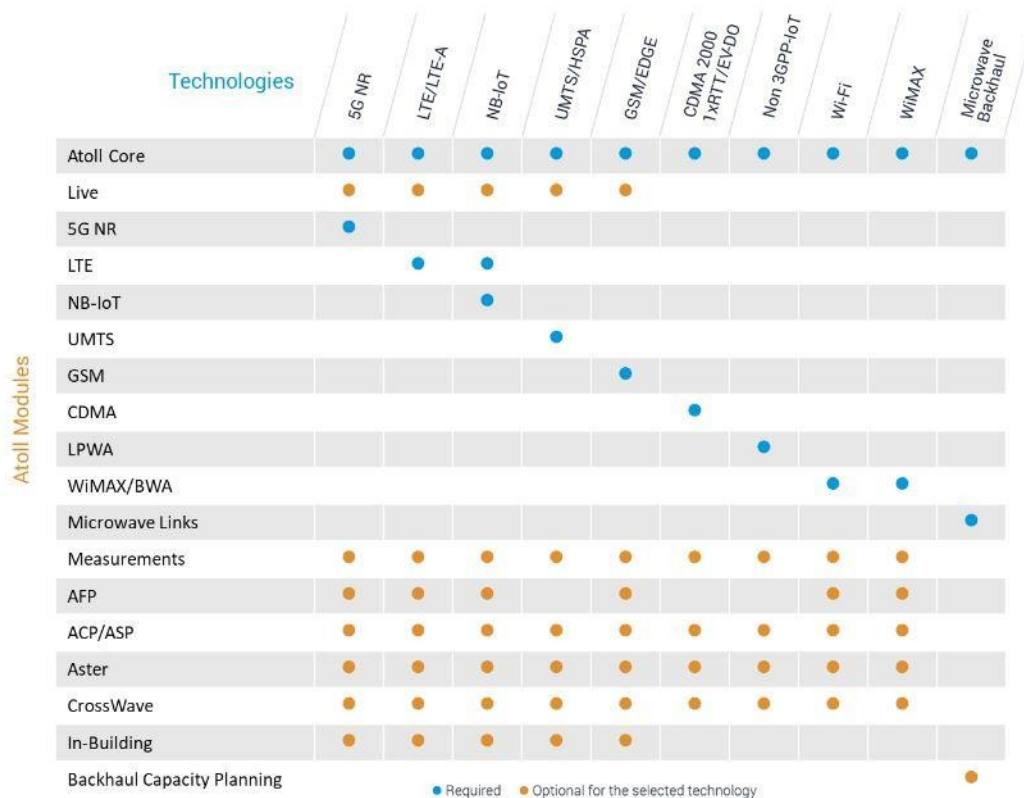 Technologies
5G NR
LTE/LTE-A
NB-IoT
UMTS/HSPA
GSM/EDGE
CDMA 2000
1xRTT/EV-DO
Non 3GPP-IoT
Wi-Fi
WiMAX
Microwave
Backhaul
Atoll Modules
Atoll Core
Live
5G NR
LTE
NB-IoT
UMTS
GSM
CDMA
LPWA
WiMAX/BWA
Microwave Links
Measurements
AFP
ACP/ASP
Aster
CrossWave
In-Building
Backhaul Capacity Planning
Required
Optional for the selected technology